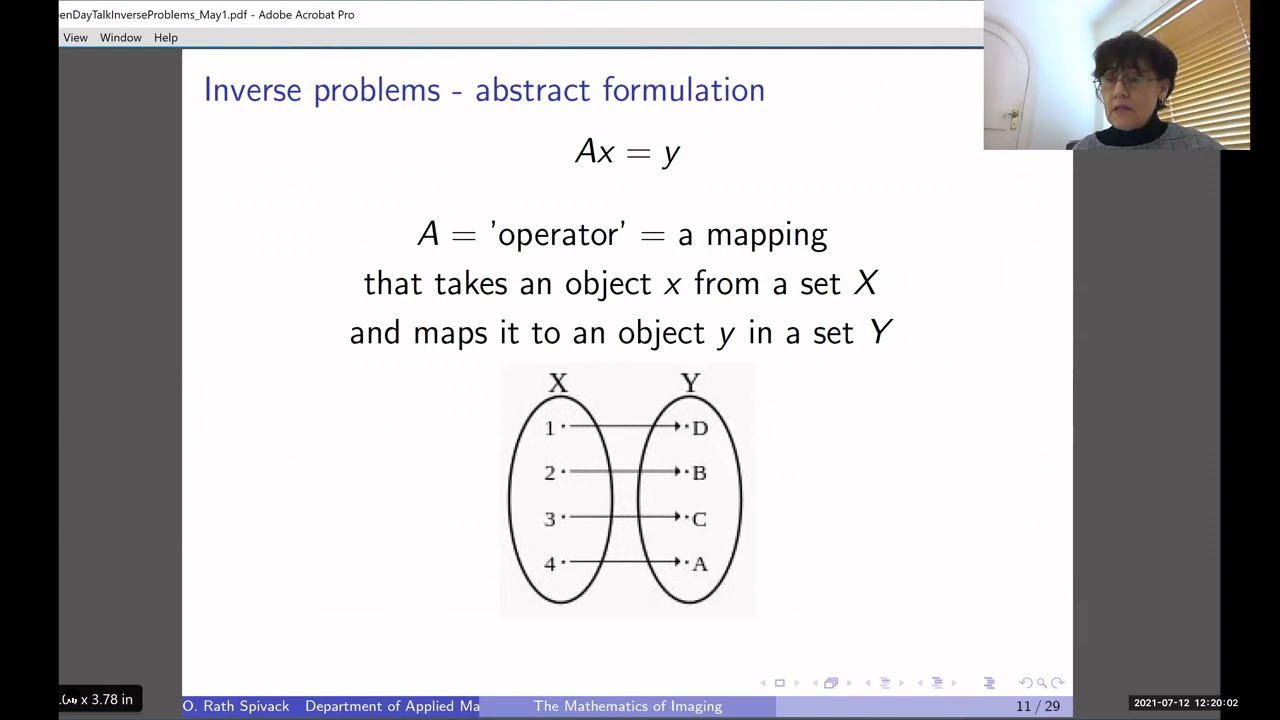 enDayTalkInverseProblems_May1.pdf - Adobe Acrobat Pro
View Window Help
Inverse problems - abstract formulation
Ax = y
A = 'operator' = a mapping
that takes an object x from a set X
and maps it to an object y in a set Y
X Y
1 D
2 B
3 C
4 A
x 3.78 in
O. Rath Spivack Department of Applied Ma The Mathematics of Imaging 11 / 29
2021-07-12 12:20:02